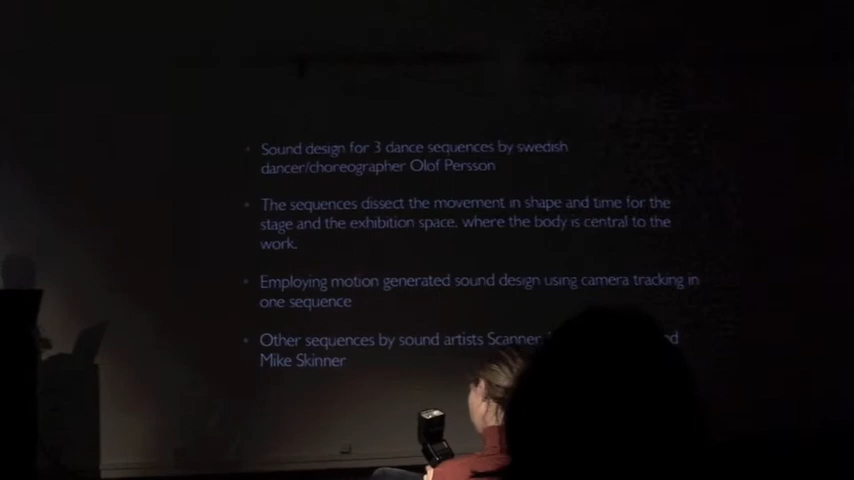 Sound design for 3 dance sequences by swedish
dancer/choreographer Olof Persson
The sequences dissect the movement in shape and time for the
stage and the exhibition space. where the body is central to the
work.
Employing motion generated sound design using camera tracking in
one sequence
Other sequences by sound artists Scanner
Mike Skinner